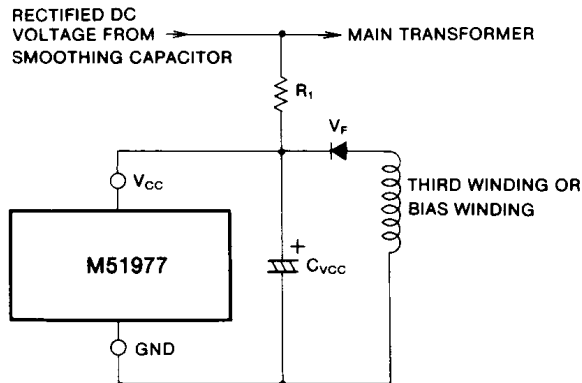 RECTIFIED DC
VOLTAGE FROM
SMOOTHING CAPACITOR
MAIN TRANSFORMER
R1
VF
VCC
THIRD WINDING OR
BIAS WINDING
M51977
+
CVCC
GND